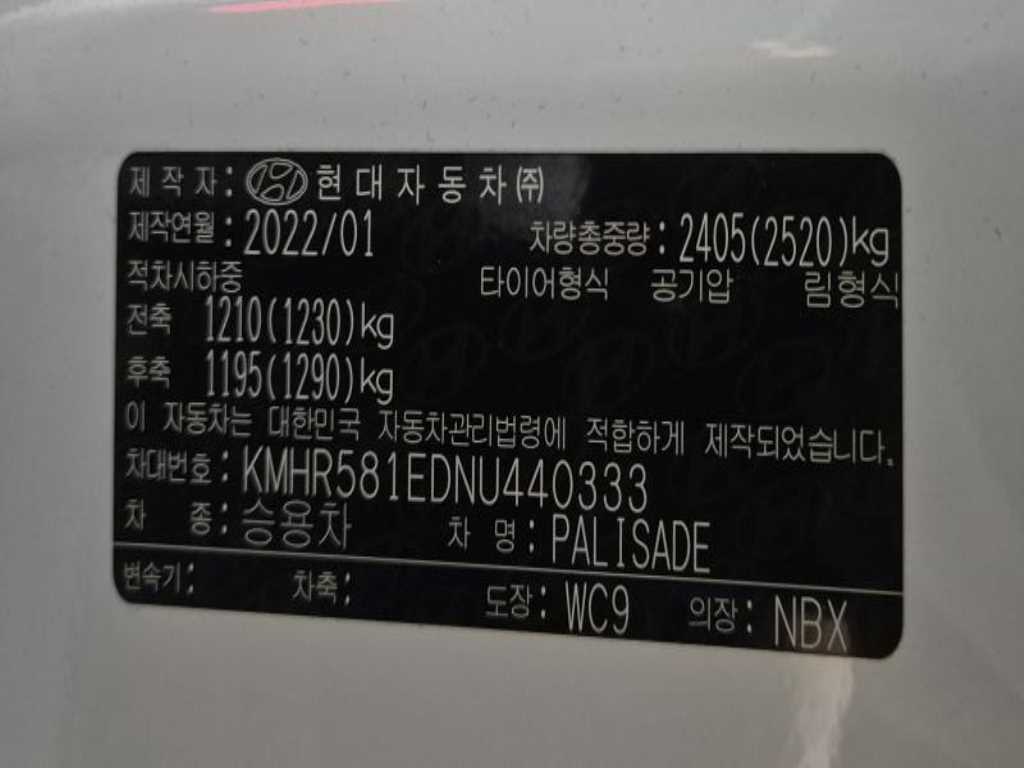 제 작 자 : 현 대 자 동 차 ㈜
제작연월 : 2022/01 차량총중량 : 2405(2520)kg
적차시하중 타이어형식 공기압 림형식
전축 1210(1230)kg
후축 1195(1290)kg
이 자동차는 대한민국 자동차관리법령에 적합하게 제작되었습니다.
차대번호 : KMHR581EDNU440333
차 종 : 승용차 차 명 : PALISADE
변속기 : 차축 : 도장 : WC9 의장 : NBX